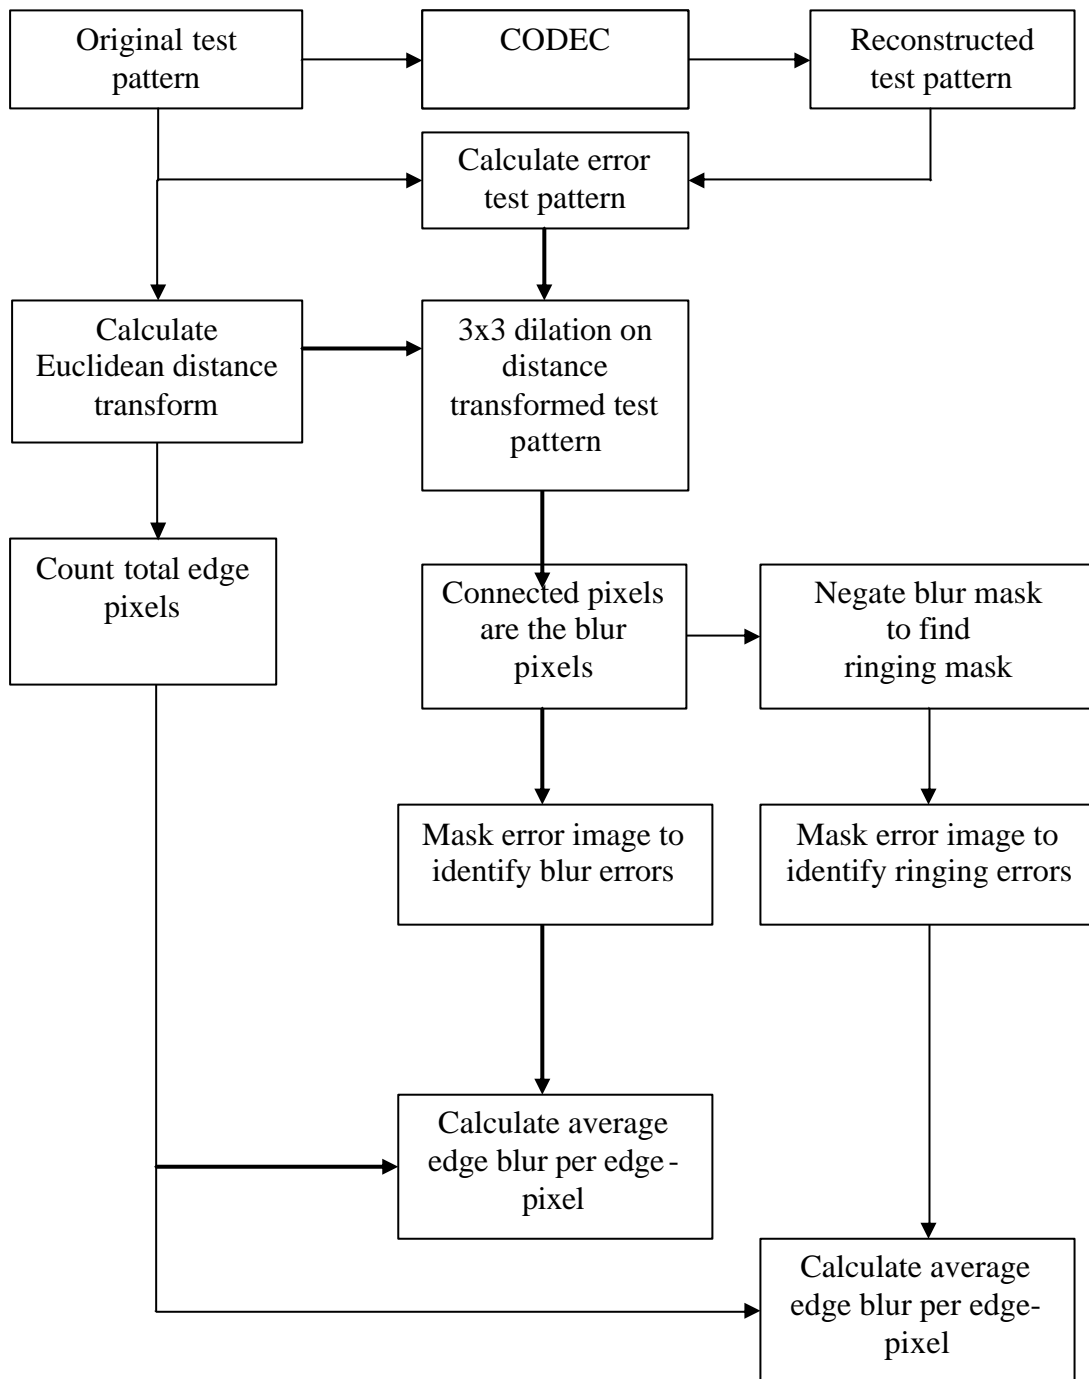 Original test
pattern
CODEC
Reconstructed
test pattern
Calculate error
test pattern
Calculate
Euclidean distance
transform
3x3 dilation on
distance
transformed test
pattern
Count total edge
pixels
Connected pixels
are the blur
pixels
Negate blur mask
to find
ringing mask
Mask error image to
identify blur errors
Mask error image to
identify ringing errors
Calculate average
edge blur per edge-
pixel
Calculate average
edge blur per edge-
pixel